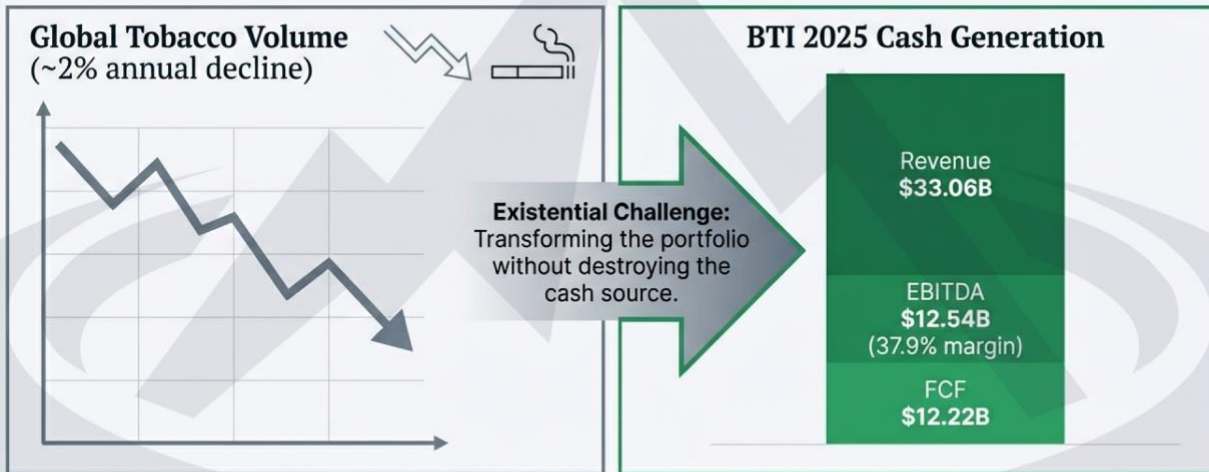 Global Tobacco Volume
(~2% annual decline)
Existential Challenge:
Transforming the portfolio
without destroying the
cash source.
BTI 2025 Cash Generation
Revenue
$33.06B
EBITDA
$12.54B
(37.9% margin)
FCF
$12.22B